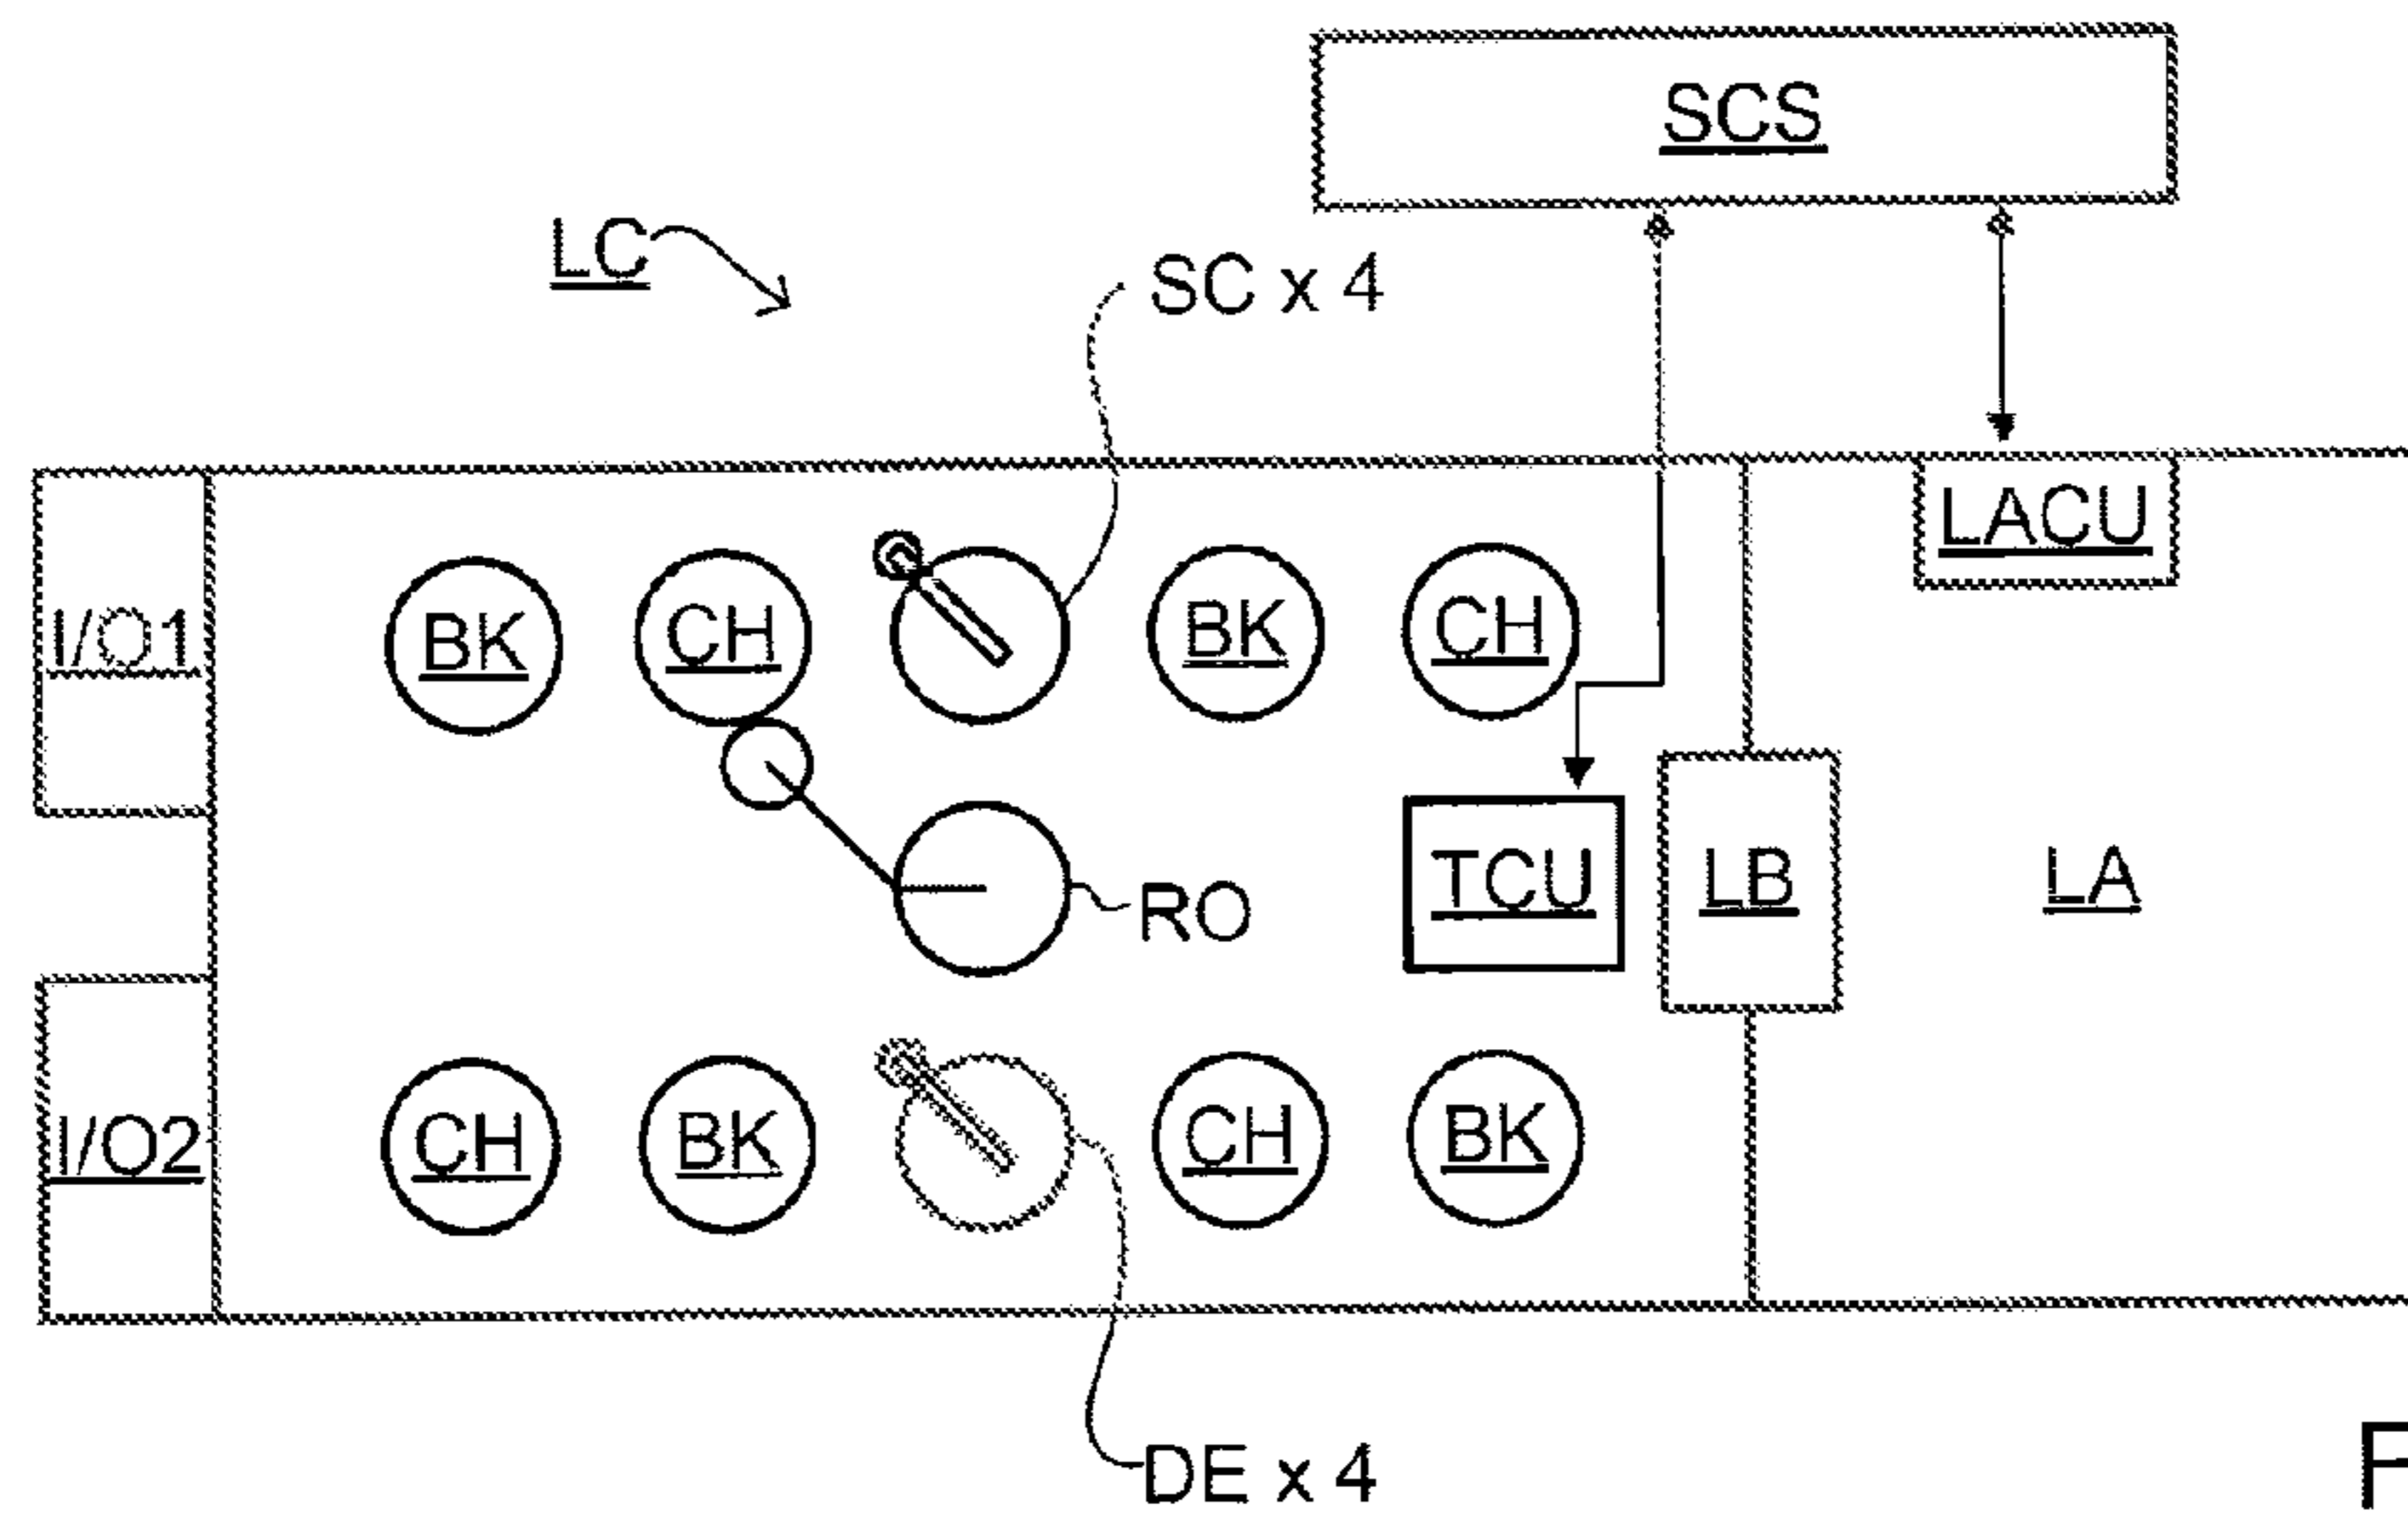 SCS
LC
SC x 4
LACU
I/O1
BK
CH
BK
CH
RO
TCU
LB
LA
I/O2
CH
BK
CH
BK
DE x 4
F